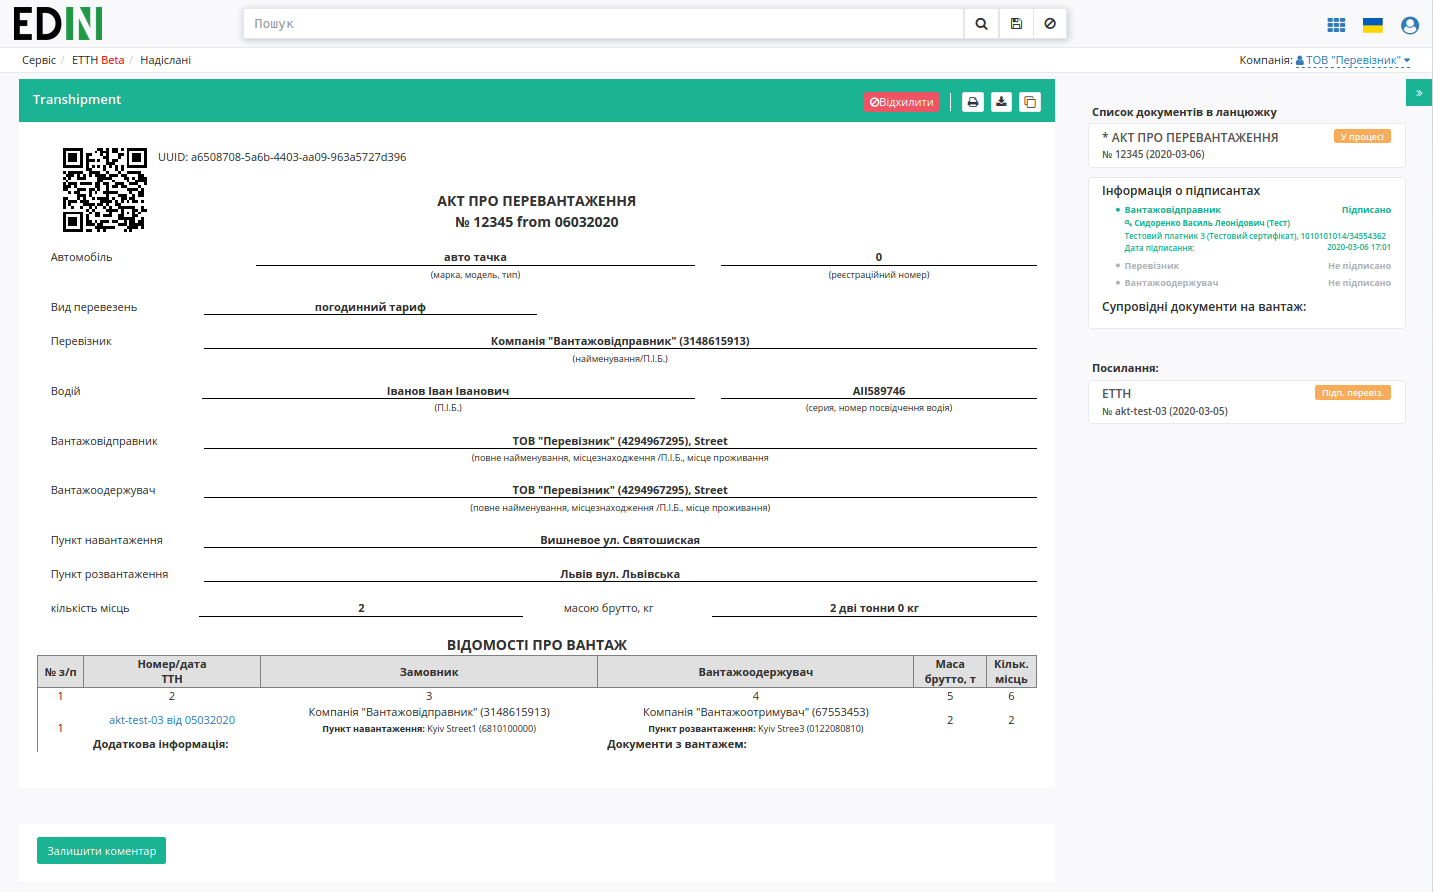 EDIN
Пошук
Сервіс / ЕТТН Beta / Надіслані
Компанія: ТОВ "Перевізник"
Transhipment
Відхилити
»
UUID: a6508708-5a6b-4403-aa09-963a5727d396
АКТ ПРО ПЕРЕВАНТАЖЕННЯ
№ 12345 from 06032020
Автомобіль авто тачка 0
(марка, модель, тип) (реєстраційний номер)
Вид перевезень погодинний тариф
Перевізник Компанія "Вантажовідправник" (3148615913)
(найменування/П.І.Б.)
Водій Іванов Іван Іванович АІІ589746
(П.І.Б.) (серия, номер посвідчення водія)
Вантажовідправник ТОВ "Перевізник" (4294967295), Street
(повне найменування, місцезнаходження /П.І.Б., місце проживання
Вантажоодержувач ТОВ "Перевізник" (4294967295), Street
(повне найменування, місцезнаходження /П.І.Б., місце проживання)
Пункт навантаження Вишневое ул. Святошиская
Пункт розвантаження Львів вул. Львівська
кількість місць 2 масою брутто, кг 2 дві тонни 0 кг
ВІДОМОСТІ ПРО ВАНТАЖ
№ з/п Номер/дата ТТН Замовник Вантажоодержувач Маса брутто, т Кільк. місць
1 2 3 4 5 6
1 akt-test-03 від 05032020 Компанія "Вантажовідправник" (3148615913) Компанія "Вантажоотримувач" (67553453) 2 2
Пункт навантаження: Kyiv Street1 (6810100000) Пункт розвантаження: Kyiv Stree3 (0122080810)
Додаткова інформація: Документи з вантажем:
Залишити коментар
Список документів в ланцюжку
* АКТ ПРО ПЕРЕВАНТАЖЕННЯ У процесі
№ 12345 (2020-03-06)
Інформація о підписантах
Вантажовідправник Підписано
Сидоренко Василь Леонідович (Тест)
Тестовий платник 3 (Тестовий сертифікат), 1010101014/34554362
Дата підписання: 2020-03-06 17:01
Перевізник Не підписано
Вантажоодержувач Не підписано
Супровідні документи на вантаж:
Посилання:
ЕТТН Підп. перевіз.
№ akt-test-03 (2020-03-05)